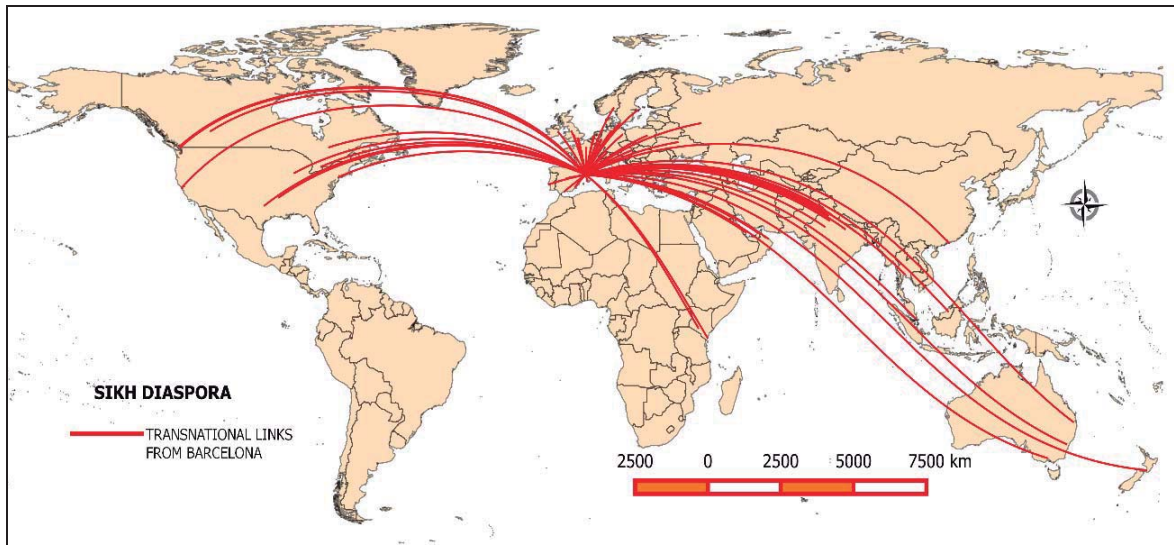 SIKH DIASPORA
TRANSNATIONAL LINKS
FROM BARCELONA
2500 0 2500 5000 7500 km